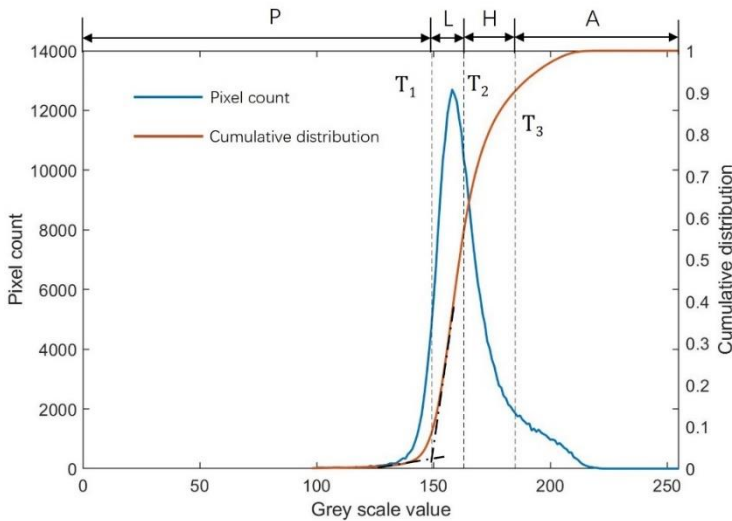 P L H A
14000 1
T1 T2
12000 0.9
Pixel count
T3
Cumulative distribution
0.8
10000
0.7
8000
0.6
0.5
6000
0.4
4000
0.3
0.2
2000
0.1
0 0
0 50 100 150 200 250
Grey scale value
Pixel count
Cumulative distribution